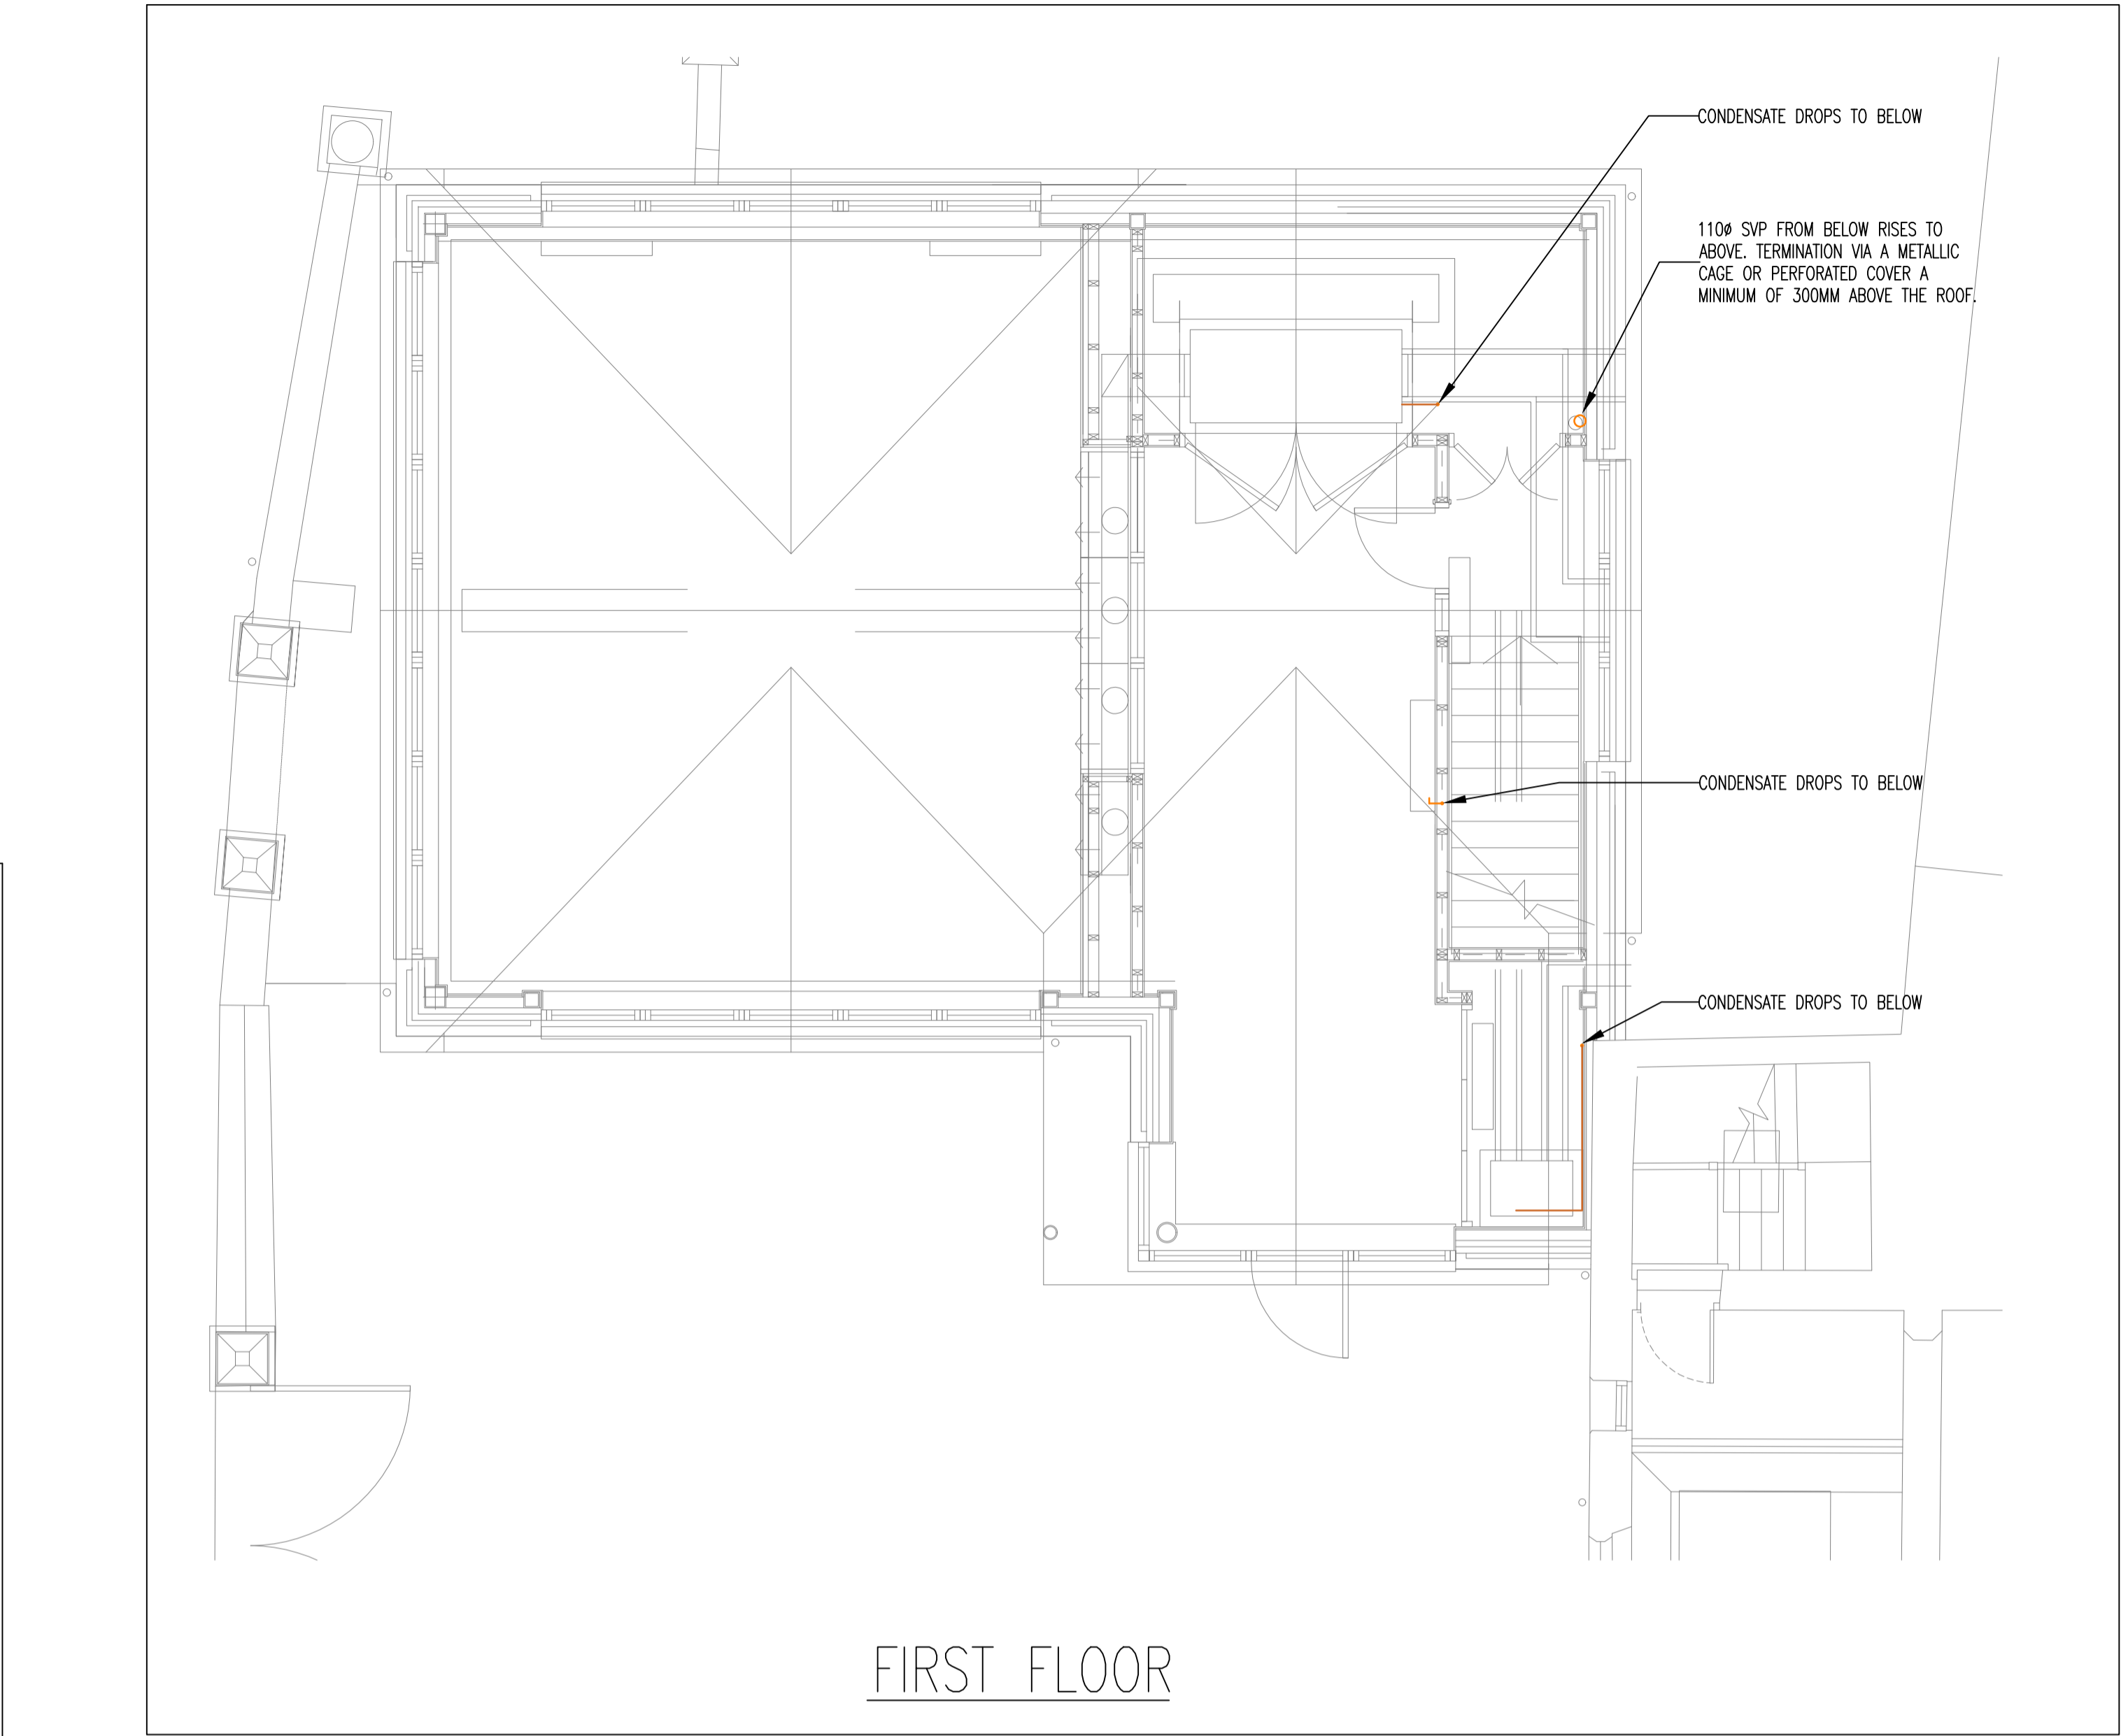 CONDENSATE DROPS TO BELOW
110ø SVP FROM BELOW RISES TO
ABOVE. TERMINATION VIA A METALLIC
CAGE OR PERFORATED COVER A
MINIMUM OF 300MM ABOVE THE ROOF.
CONDENSATE DROPS TO BELOW
CONDENSATE DROPS TO BELOW
FIRST FLOOR